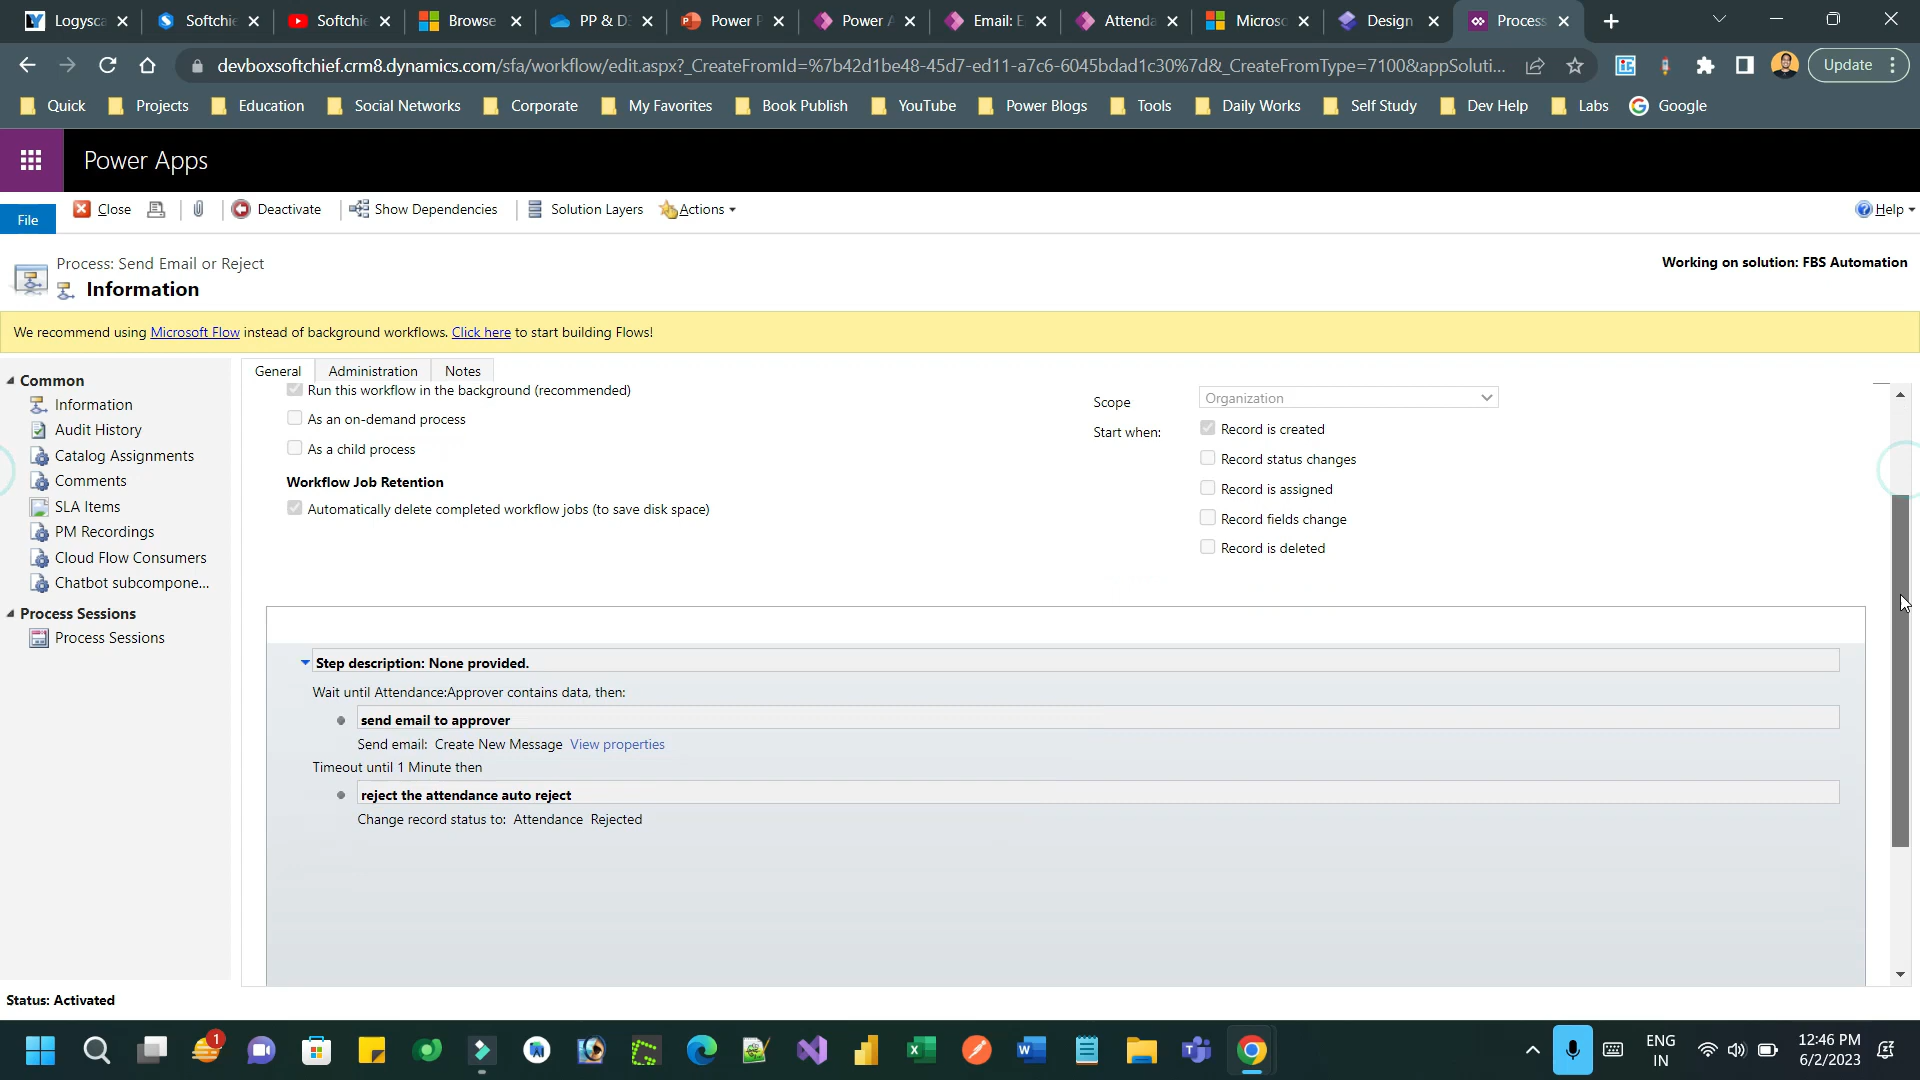 Logysca
Softchie
Softchie
Browse
PP & D
Power P
Power A
Email: E
Attenda
Microso
Design
Process
devboxsoftchief.crm8.dynamics.com/sfa/workflow/edit.aspx?_CreateFromId=%7b42d1be48-45d7-ed11-a7c6-6045bdad1c30%7d&_CreateFromType=7100&appSoluti...
Update
Quick
Projects
Education
Social Networks
Corporate
My Favorites
Book Publish
YouTube
Power Blogs
Tools
Daily Works
Self Study
Dev Help
Labs
Google
Power Apps
File
Close
Deactivate
Show Dependencies
Solution Layers
Actions
Help
Process: Send Email or Reject
Information
Working on solution: FBS Automation
We recommend using Microsoft Flow instead of background workflows. Click here to start building Flows!
Common
Information
Audit History
Catalog Assignments
Comments
SLA Items
PM Recordings
Cloud Flow Consumers
Chatbot subcompone...
Process Sessions
Process Sessions
General
Administration
Notes
Run this workflow in the background (recommended)
As an on-demand process
As a child process
Workflow Job Retention
Automatically delete completed workflow jobs (to save disk space)
Scope
Organization
Start when:
Record is created
Record status changes
Record is assigned
Record fields change
Record is deleted
Step description: None provided.
Wait until Attendance:Approver contains data, then:
send email to approver
Send email: Create New Message View properties
Timeout until 1 Minute then
reject the attendance auto reject
Change record status to: Attendance Rejected
Status: Activated
1
ENG
IN
12:46 PM
6/2/2023